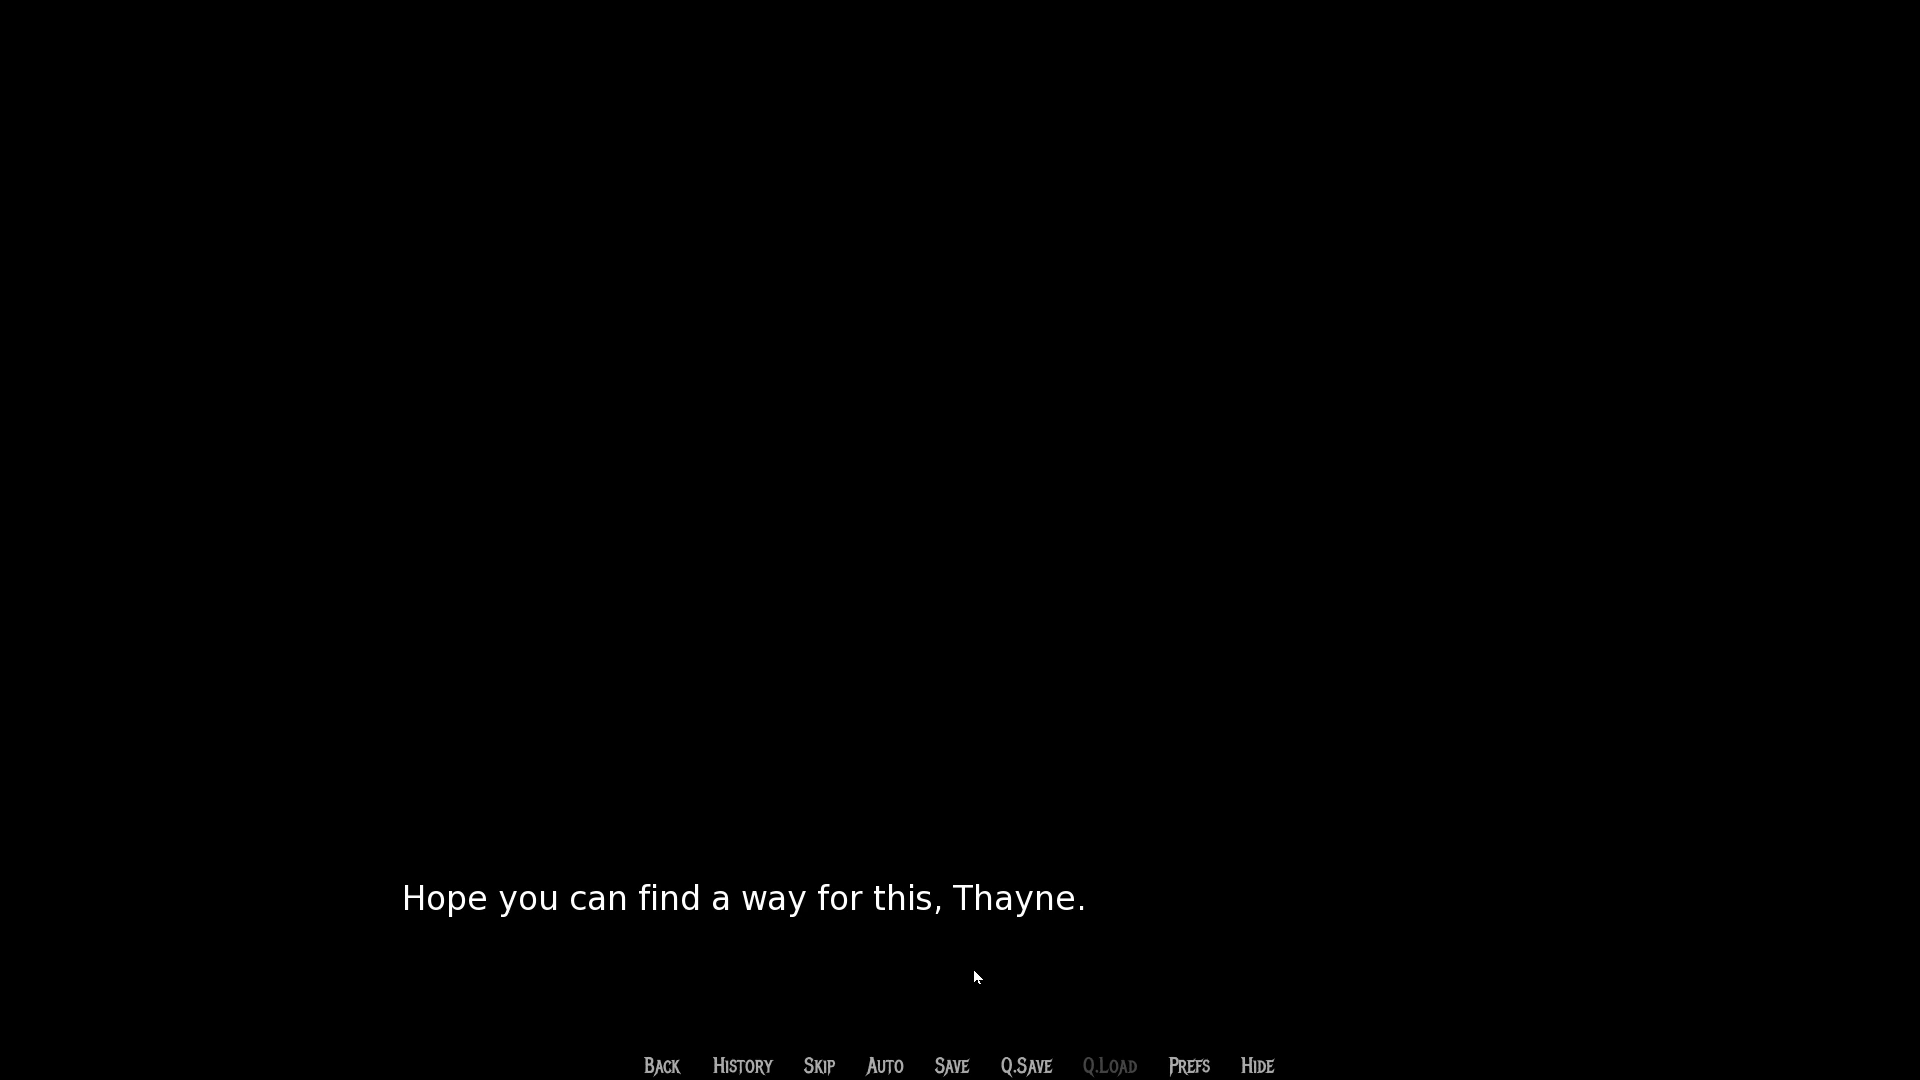 Hope you can find a way for this, Thayne.
Back History Skip Auto Save Q.Save Q.Load Prefs Hide